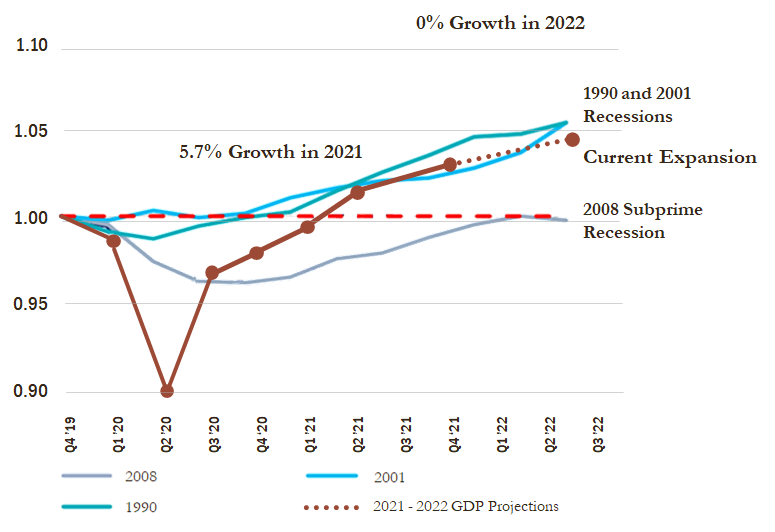 0% Growth in 2022
1.10
1990 and 2001
Recessions
1.05
5.7% Growth in 2021
Current Expansion
1.00
2008 Subprime
Recession
0.95
0.90
Q4 '19
Q1 '20
Q2 '20
Q3 '20
Q4 '20
Q1 '21
Q2 '21
Q3 '21
Q4 '21
Q1 '22
Q2 '22
Q3 '22
2008
2001
1990
2021 - 2022 GDP Projections